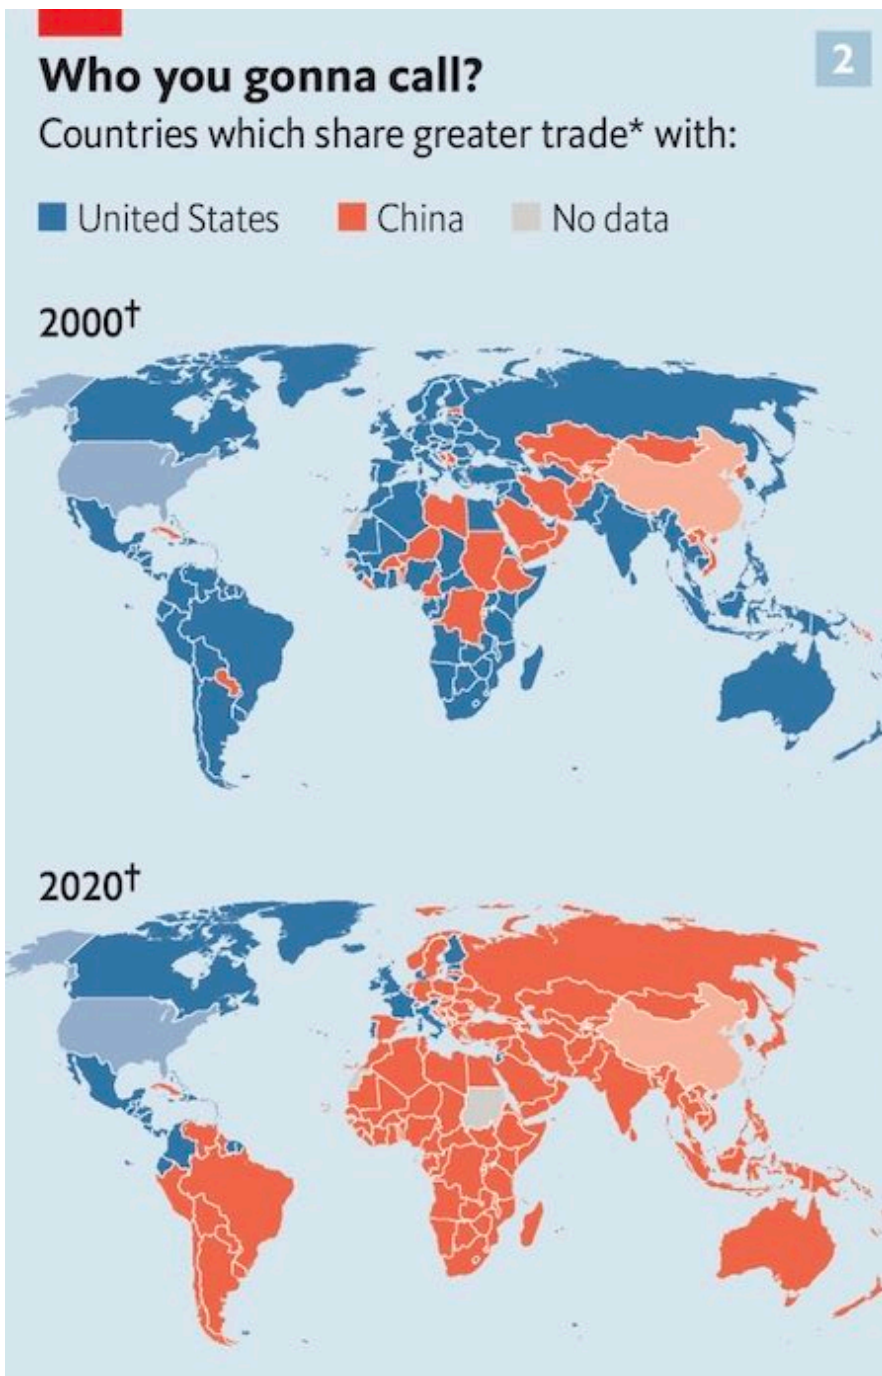 Who you gonna call?
2
Countries which share greater trade* with:
United States China No data
2000†
2020†